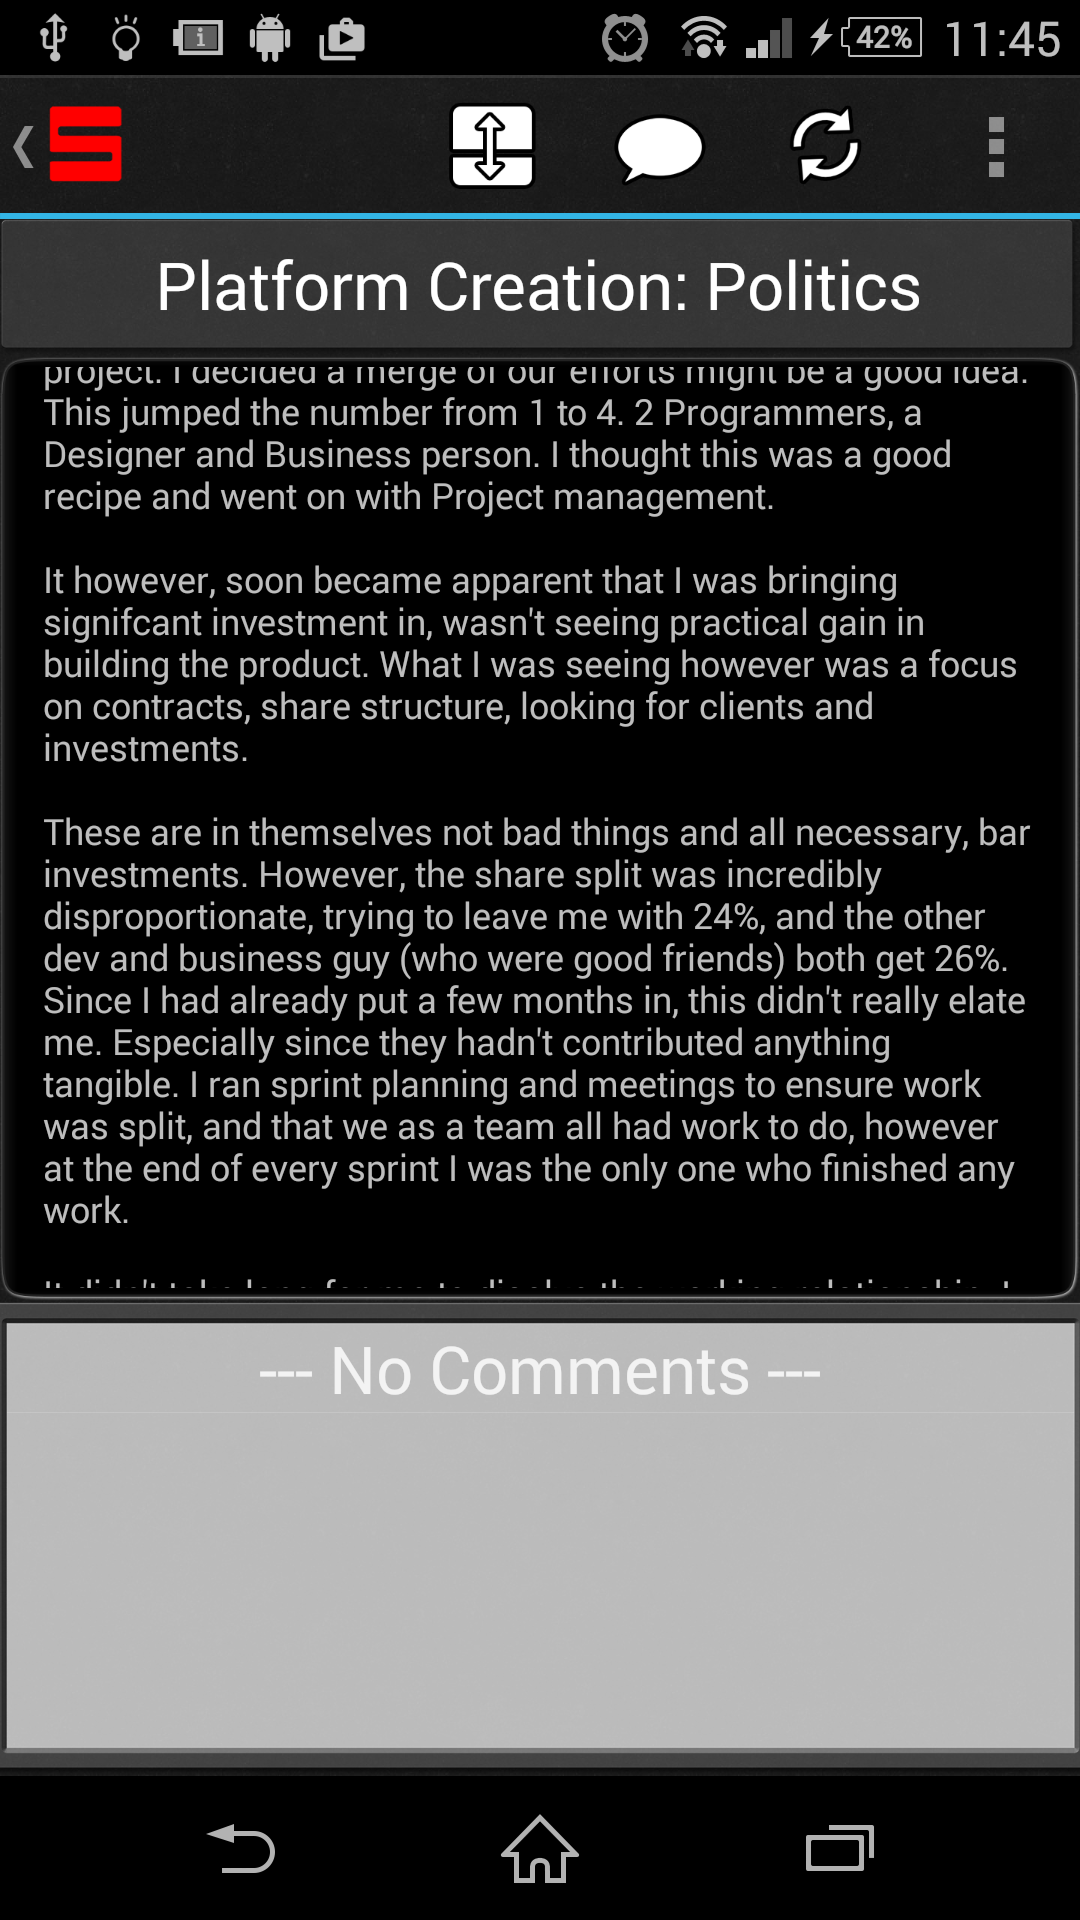 42% 11:45
Platform Creation: Politics
project. I decided a merge of our efforts might be a good idea.
This jumped the number from 1 to 4. 2 Programmers, a
Designer and Business person. I thought this was a good
recipe and went on with Project management.
It however, soon became apparent that I was bringing
signifcant investment in, wasn't seeing practical gain in
building the product. What I was seeing however was a focus
on contracts, share structure, looking for clients and
investments.
These are in themselves not bad things and all necessary, bar
investments. However, the share split was incredibly
disproportionate, trying to leave me with 24%, and the other
dev and business guy (who were good friends) both get 26%.
Since I had already put a few months in, this didn't really elate
me. Especially since they hadn't contributed anything
tangible. I ran sprint planning and meetings to ensure work
was split, and that we as a team all had work to do, however
at the end of every sprint I was the only one who finished any
work.
It didn't take long for me to
--- No Comments ---